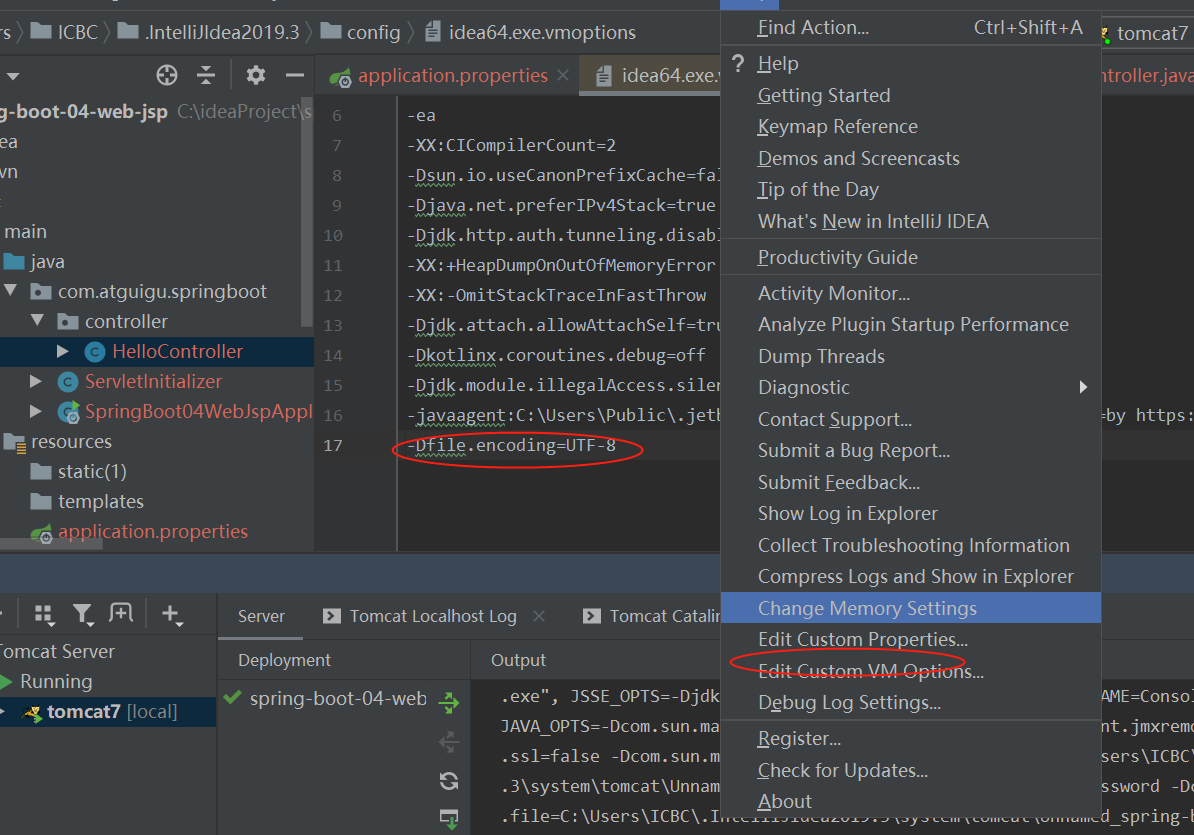 ICBC
.IntelliJIdea2019.3
config
idea64.exe.vmoptions
tomcat7
application.properties
idea64.exe.
g-boot-04-web-jsp C:\ideaProject\s
ea
vn
main
java
com.atguigu.springboot
controller
HelloController
ServletInitializer
SpringBoot04WebJspAppl
resources
static(1)
templates
application.properties
6 -ea
7 -XX:CICompilerCount=2
8 -Dsun.io.useCanonPrefixCache=fal
9 -Djava.net.preferIPv4Stack=true
10 -Djdk.http.auth.tunneling.disabl
11 -XX:+HeapDumpOnOutOfMemoryError
12 -XX:-OmitStackTraceInFastThrow
13 -Djdk.attach.allowAttachSelf=tru
14 -Dkotlinx.coroutines.debug=off
15 -Djdk.module.illegalAccess.siler
16 -javaagent:C:\Users\Public\.jetb
=by https:
17 -Dfile.encoding=UTF-8
ntroller.java
Find Action... Ctrl+Shift+A
? Help
Getting Started
Keymap Reference
Demos and Screencasts
Tip of the Day
What's New in IntelliJ IDEA
Productivity Guide
Activity Monitor...
Analyze Plugin Startup Performance
Dump Threads
Diagnostic
Contact Support...
Submit a Bug Report...
Submit Feedback...
Show Log in Explorer
Collect Troubleshooting Information
Compress Logs and Show in Explorer
Change Memory Settings
Edit Custom Properties...
Edit Custom VM Options...
Debug Log Settings...
Register...
Check for Updates...
About
Tomcat Server
Running
tomcat7 [local]
Server
Tomcat Localhost Log
Tomcat Catalin
Deployment
Output
spring-boot-04-web
.exe", JSSE_OPTS=-Djdk
AME=Conso
JAVA_OPTS=-Dcom.sun.ma
nt.jmxremo
.ssl=false -Dcom.sun.m
sers\ICBC
.3\system\tomcat\Unnam
ssword -Dc
.file=C:\Users\ICBC\.IntelliJIdea2019.3\system\tomcat\Unnamed_spring-b